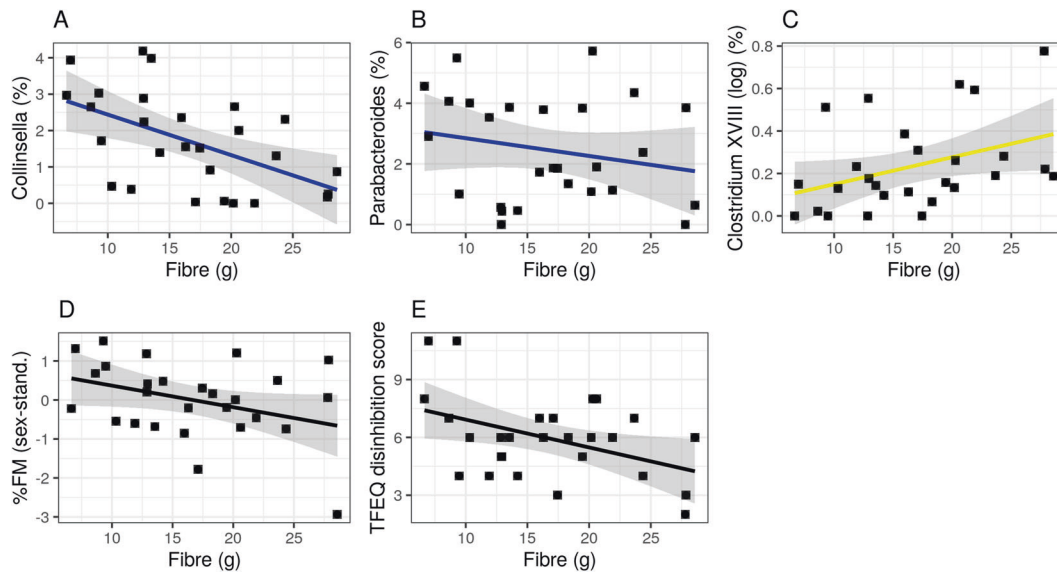 A
Collinsella (%)
4
3
2
1
0
10 15 20 25
Fibre (g)
B
Parabacteroides (%)
6
4
2
0
10 15 20 25
Fibre (g)
C
Clostridium XVIII (log) (%)
0.8
0.6
0.4
0.2
0.0
10 15 20 25
Fibre (g)
D
%FM (sex-stand.)
1
0
-1
-2
-3
10 15 20 25
Fibre (g)
E
TFEQ disinhibition score
9
6
3
10 15 20 25
Fibre (g)